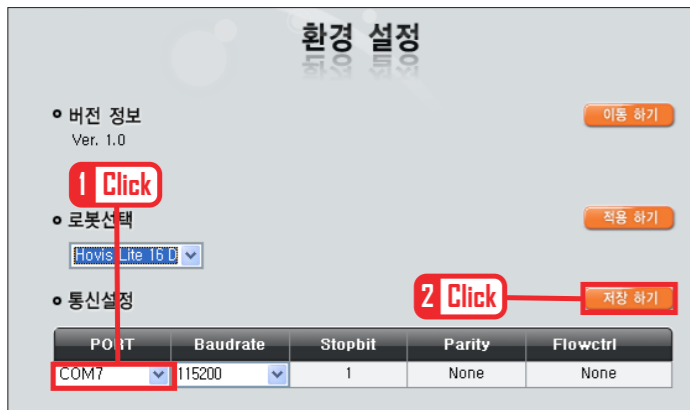 환경 설정
버전 정보
이동 하기
Ver. 1.0
1 Click
로봇선택
적용 하기
Hovis Lite 16 D
통신설정
2 Click
저장 하기
PORT Baudrate Stopbit Parity Flowctrl
COM7 115200 1 None None